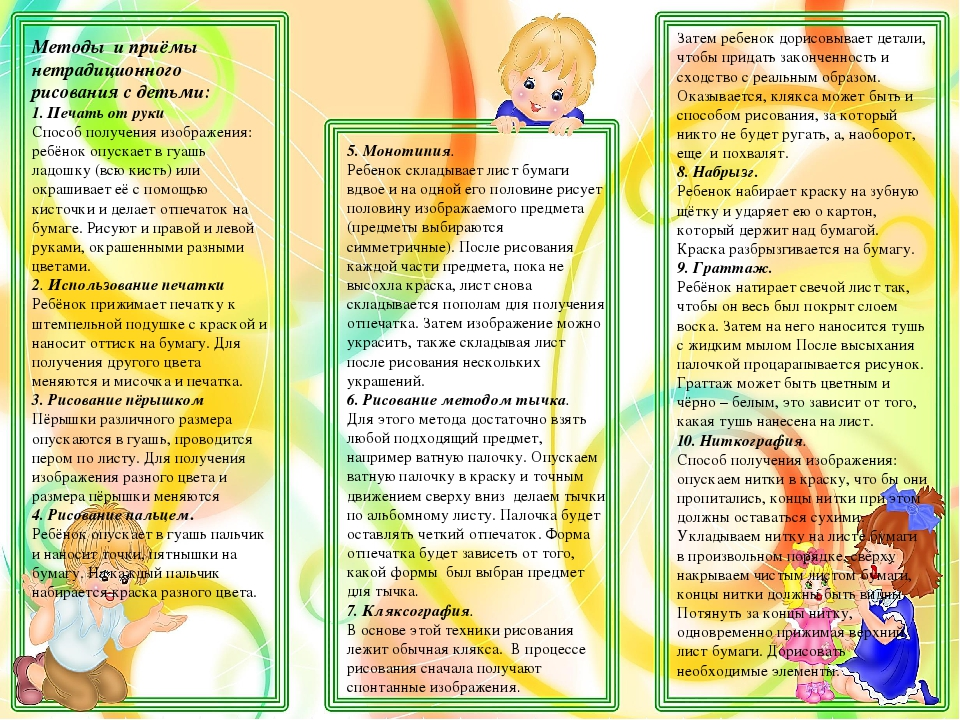 Методы и приёмы
нетрадиционного
рисования с детьми:
1. Печать от руки
Способ получения изображения:
ребёнок опускает в гуашь
ладошку (всю кисть) или
окрашивает её с помощью
кисточки и делает отпечаток на
бумаге. Рисуют и правой и левой
руками, окрашенными разными
цветами.
2. Использование печатки
Ребёнок прижимает печатку к
штемпельной подушке с краской и
наносит оттиск на бумагу. Для
получения другого цвета
меняются и мисочка и печатка.
3. Рисование пёрышком
Пёрышки различного размера
опускаются в гуашь, проводится
пером по листу. Для получения
изображения разного цвета и
размера пёрышки меняются
4. Рисование пальцем.
Ребёнок опускает в гуашь пальчик
и наносит точки, пятнышки на
бумагу. На каждый пальчик
набирается краска разного цвета.
5. Монотипия.
Ребенок складывает лист бумаги
вдвое и на одной его половине рисует
половину изображаемого предмета
(предметы выбираются
симметричные). После рисования
каждой части предмета, пока не
высохла краска, лист снова
складывается пополам для получения
отпечатка. Затем изображение можно
украсить, также складывая лист
после рисования нескольких
украшений.
6. Рисование методом тычка.
Для этого метода достаточно взять
любой подходящий предмет,
например ватную палочку. Опускаем
ватную палочку в краску и точным
движением сверху вниз делаем тычки
по альбомному листу. Палочка будет
оставлять четкий отпечаток. Форма
отпечатка будет зависеть от того,
какой формы был выбран предмет
для тычка.
7. Кляксография.
В основе этой техники рисования
лежит обычная клякса. В процессе
рисования сначала получают
спонтанные изображения.
Затем ребенок дорисовывает детали,
чтобы придать законченность и
сходство с реальным образом.
Оказывается, клякса может быть и
способом рисования, за который
никто не будет ругать, а, наоборот,
еще и похвалят.
8. Набрызг.
Ребенок набирает краску на зубную
щётку и ударяет ею о картон,
который держит над бумагой.
Краска разбрызгивается на бумагу.
9. Граттаж.
Ребёнок натирает свечой лист так,
чтобы он весь был покрыт слоем
воска. Затем на него наносится тушь
с жидким мылом После высыхания
палочкой процарапывается рисунок.
Граттаж может быть цветным и
чёрно – белым, это зависит от того,
какая тушь нанесена на лист.
10. Ниткография.
Способ получения изображения:
опускаем нитки в краску, что бы они
пропитались, концы нитки при этом
должны оставаться сухими.
Укладываем нитку на листе бумаги
в произвольном порядке, сверху
накрываем чистым листом бумаги,
концы нитки должны быть видны.
Потянуть за концы нитку,
одновременно прижимая верхний
лист бумаги. Дорисовать
необходимые элементы.